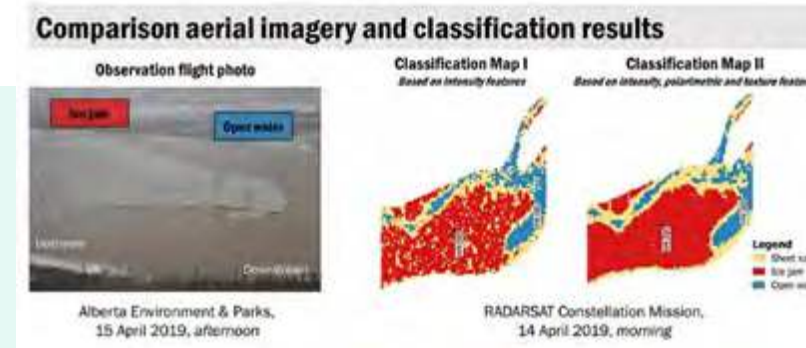 Comparison aerial imagery and classification results
Observation flight photo
Ice jam
Open water
Downstream
Alberta Environment & Parks,
15 April 2019, afternoon
Classification Map I
Based on intensity features
Classification Map II
Based on intensity, polarimetric and texture
Legend
Sheet
Ice jam
Open
RADARSAT Constellation Mission,
14 April 2019, morning